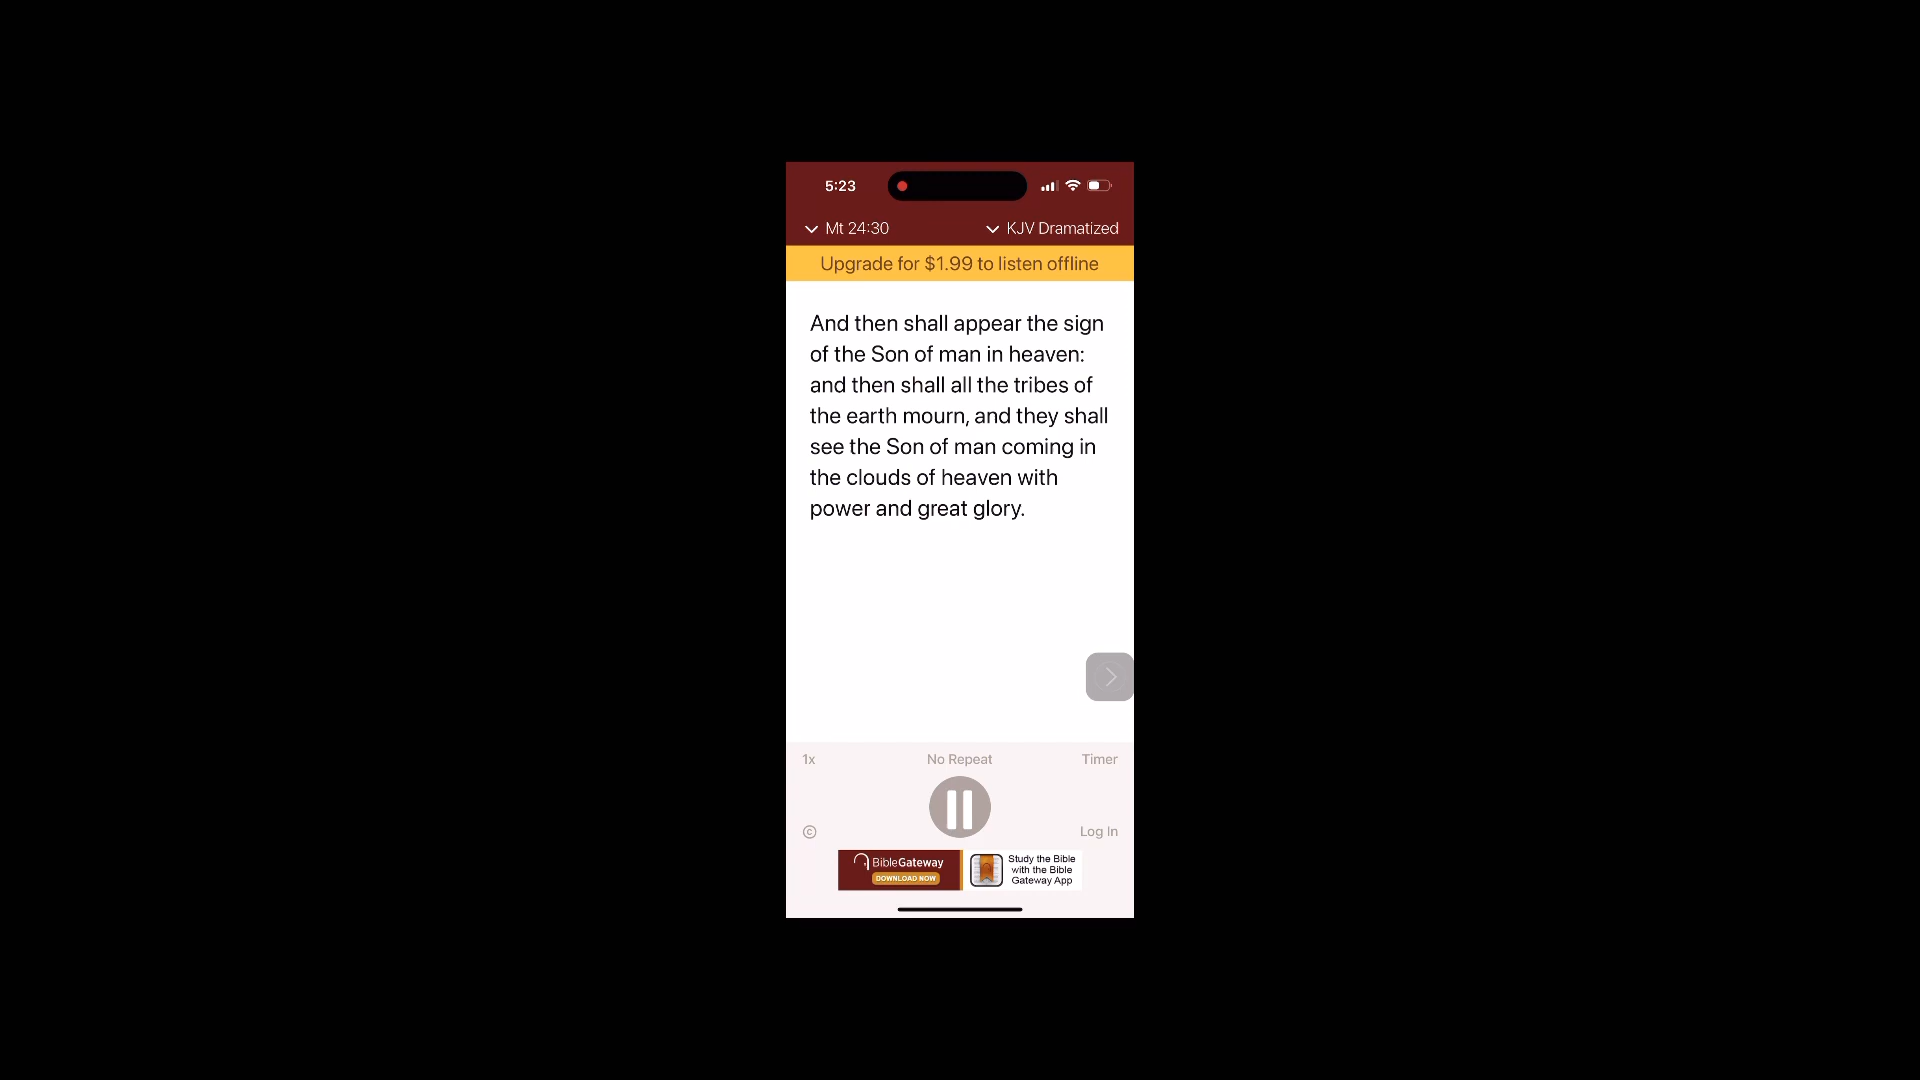 5:23
Mt 24:30
KJV Dramatized
Upgrade for $1.99 to listen offline
And then shall appear the sign
of the Son of man in heaven:
and then shall all the tribes of
the earth mourn, and they shall
see the Son of man coming in
the clouds of heaven with
power and great glory.
1x
No Repeat
Timer
©
Log In
BibleGateway
DOWNLOAD NOW
Study the Bible
with the Bible
Gateway App